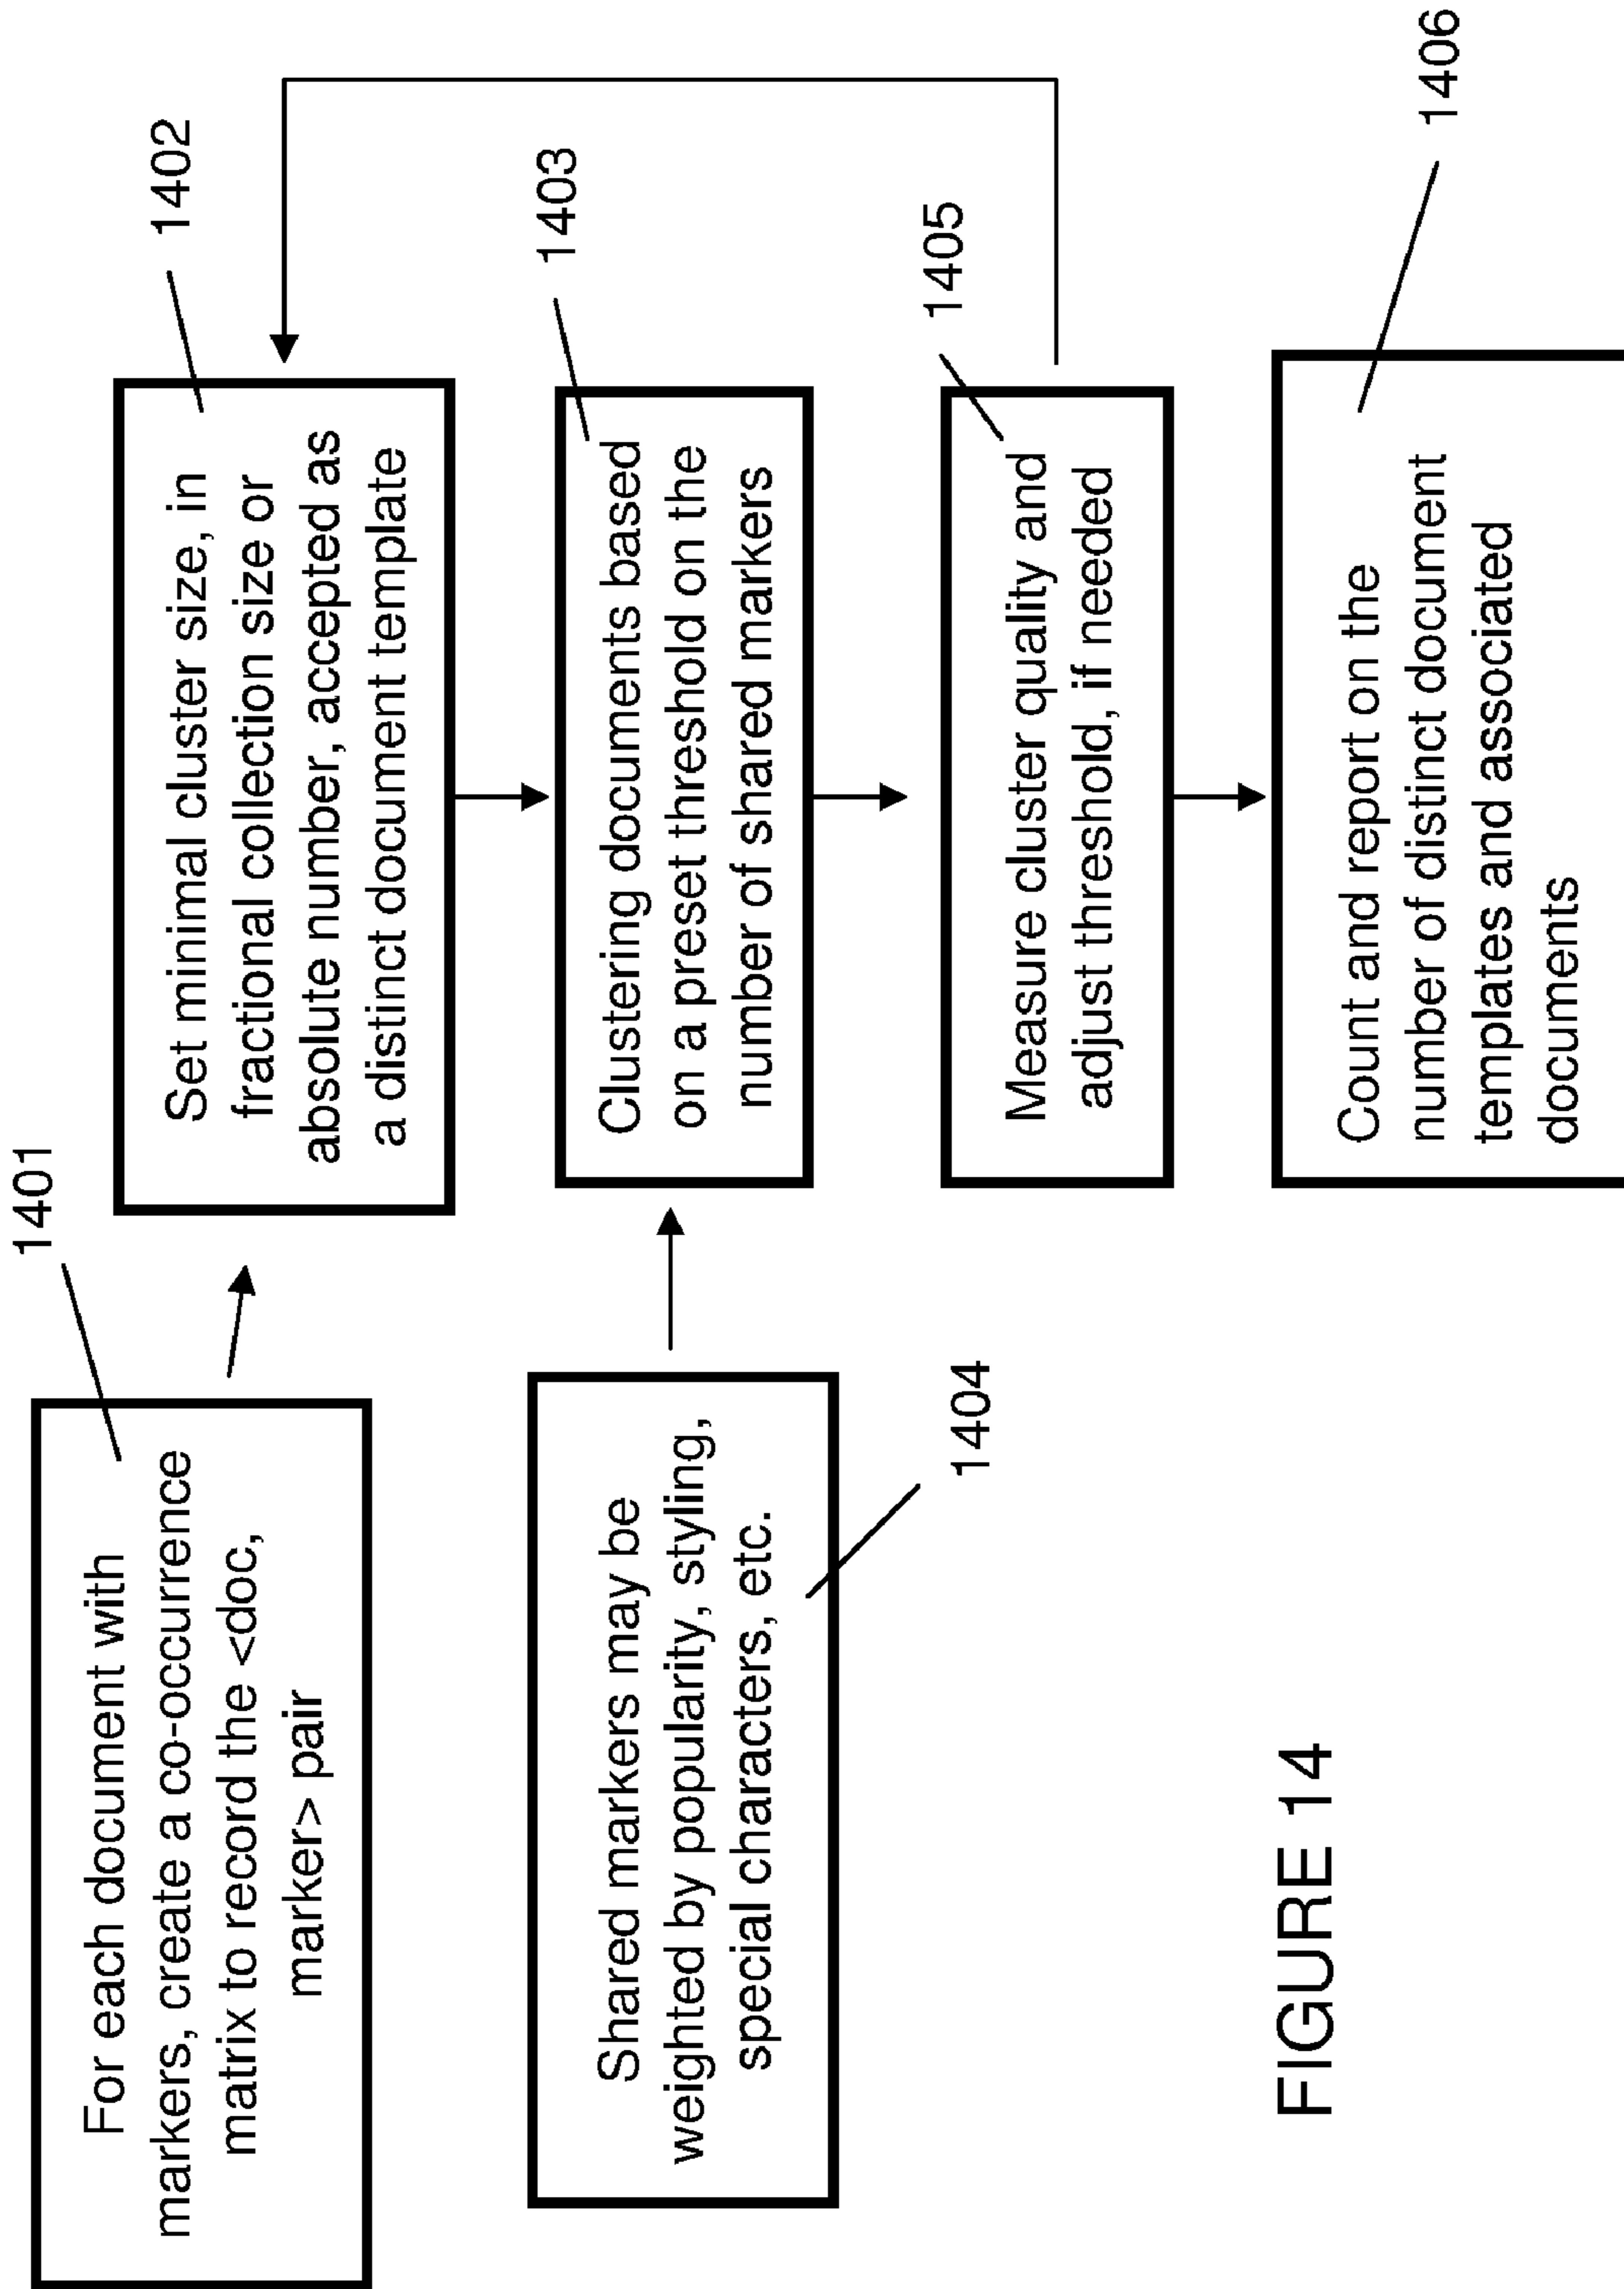 1401
For each document with
markers, create a co-occurrence
matrix to record the <doc,
marker> pair
1402
Set minimal cluster size, in
fractional collection size or
absolute number, accepted as
a distinct document template
1403
Clustering documents based
on a preset threshold on the
number of shared markers
Shared markers may be
weighted by popularity, styling,
special characters, etc.
1404
1405
Measure cluster quality and
adjust threshold, if needed
1406
Count and report on the
number of distinct document
templates and associated
documents
FIGURE 14